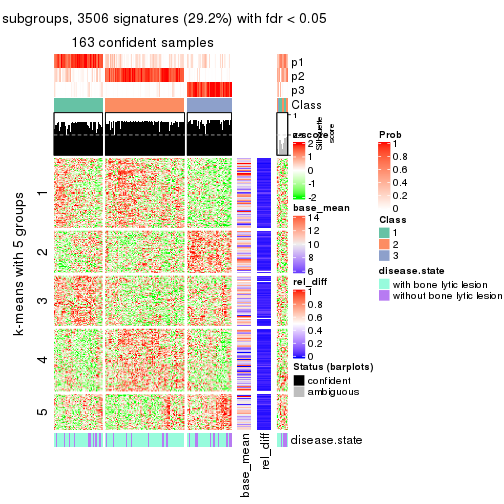 subgroups, 3506 signatures (29.2%) with fdr < 0.05
163 confident samples
p1
p2
p3
Class
1
Silhouette
score
k-means with 5 groups
1
2
3
4
5
disease.state
base_mean
rel_diff
z-score
2
1
0
-1
-2
base_mean
14
12
10
8
6
rel_diff
1
0.8
0.6
0.4
0.2
0
Status (barplots)
confident
ambiguous
Prob
1
0.8
0.6
0.4
0.2
0
Class
1
2
3
disease.state
with bone lytic lesion
without bone lytic lesion